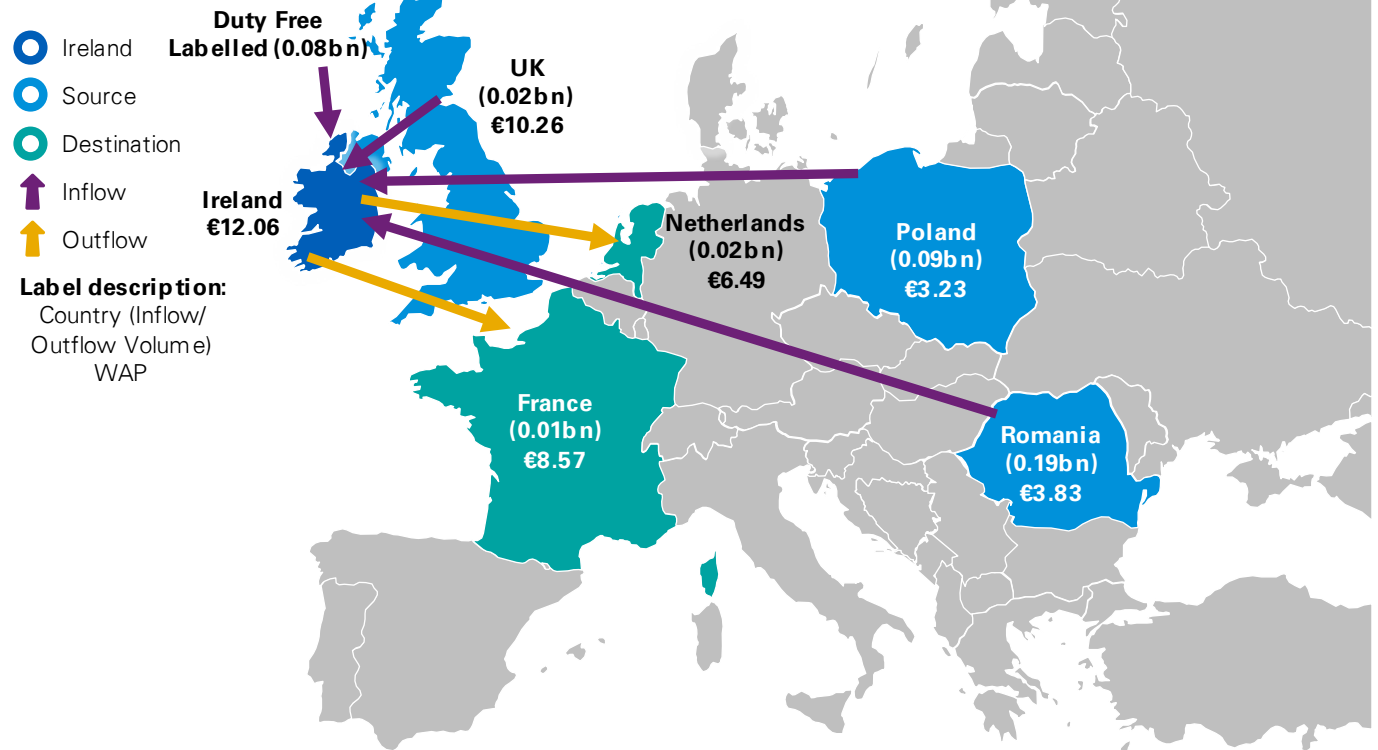 Duty Free
Labelled (0.08bn)
Ireland
Source
Destination
Inflow
Outflow
Label description:
Country (Inflow/
Outflow Volume)
WAP
UK
(0.02bn)
€10.26
Ireland
€12.06
Netherlands
(0.02bn)
€6.49
Poland
(0.09bn)
€3.23
France
(0.01bn)
€8.57
Romania
(0.19bn)
€3.83